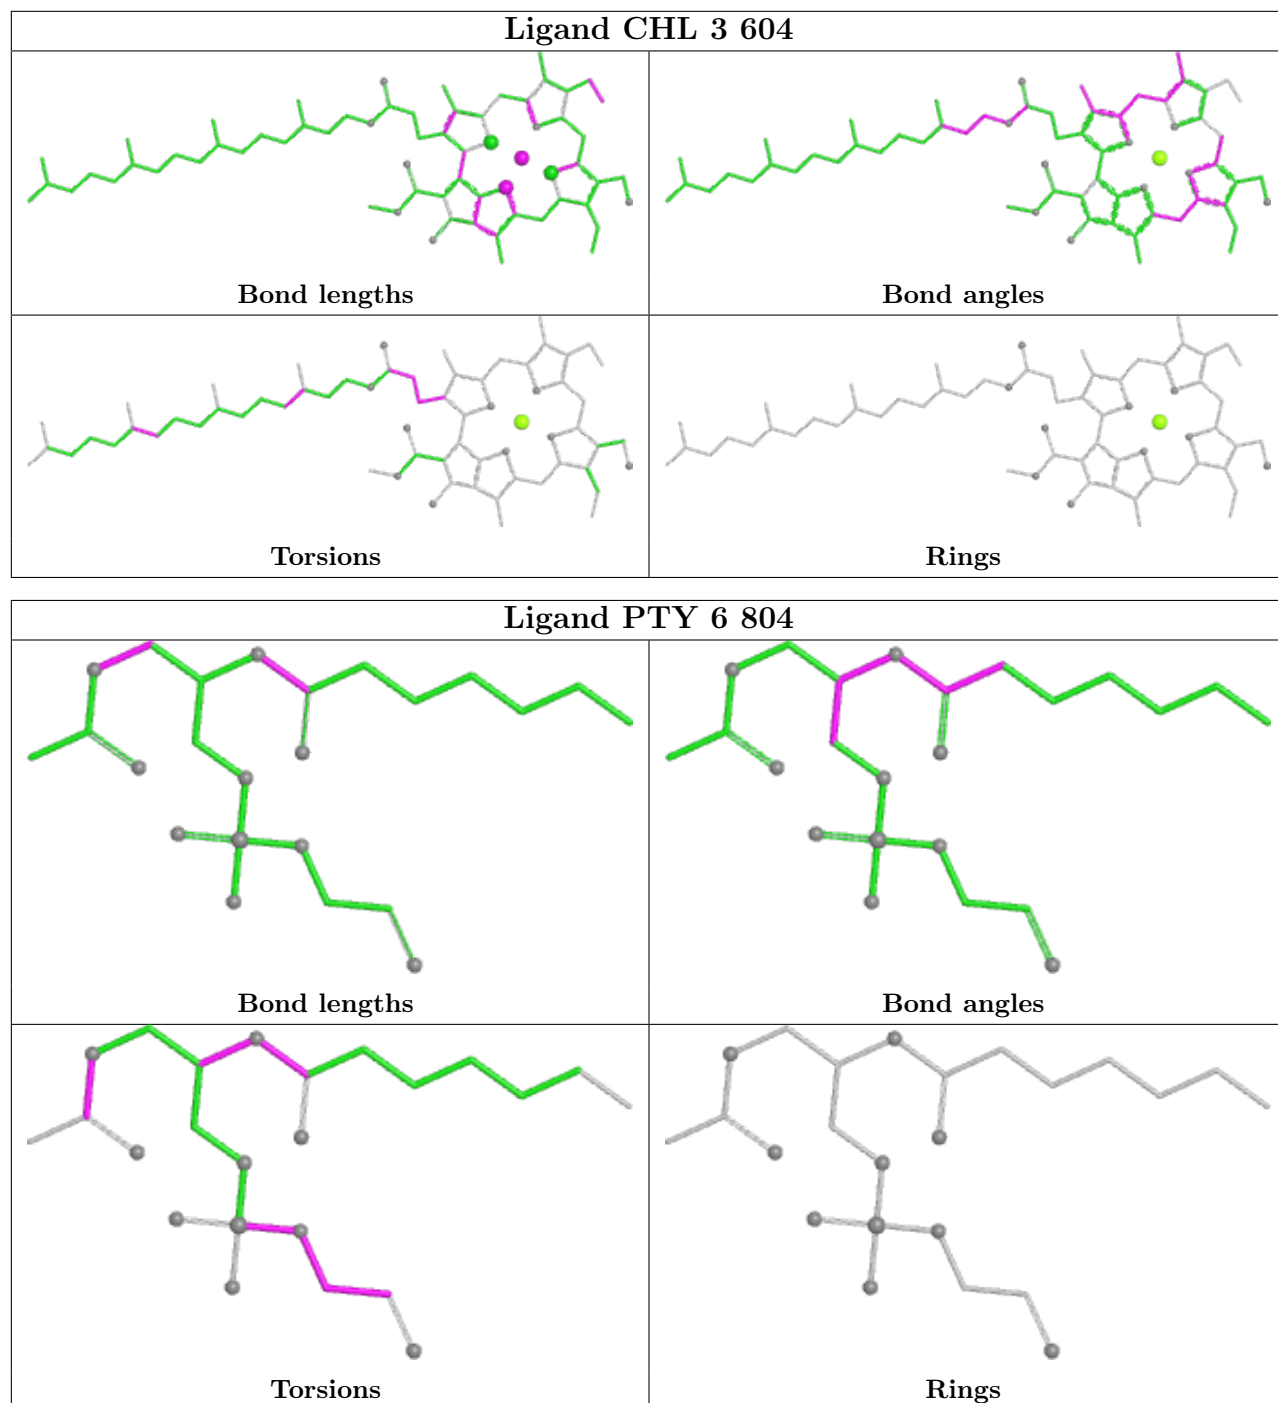 Ligand CHL 3 604
Bond lengths
Bond angles
Torsions
Rings
Ligand PTY 6 804
Bond lengths
Bond angles
Torsions
Rings